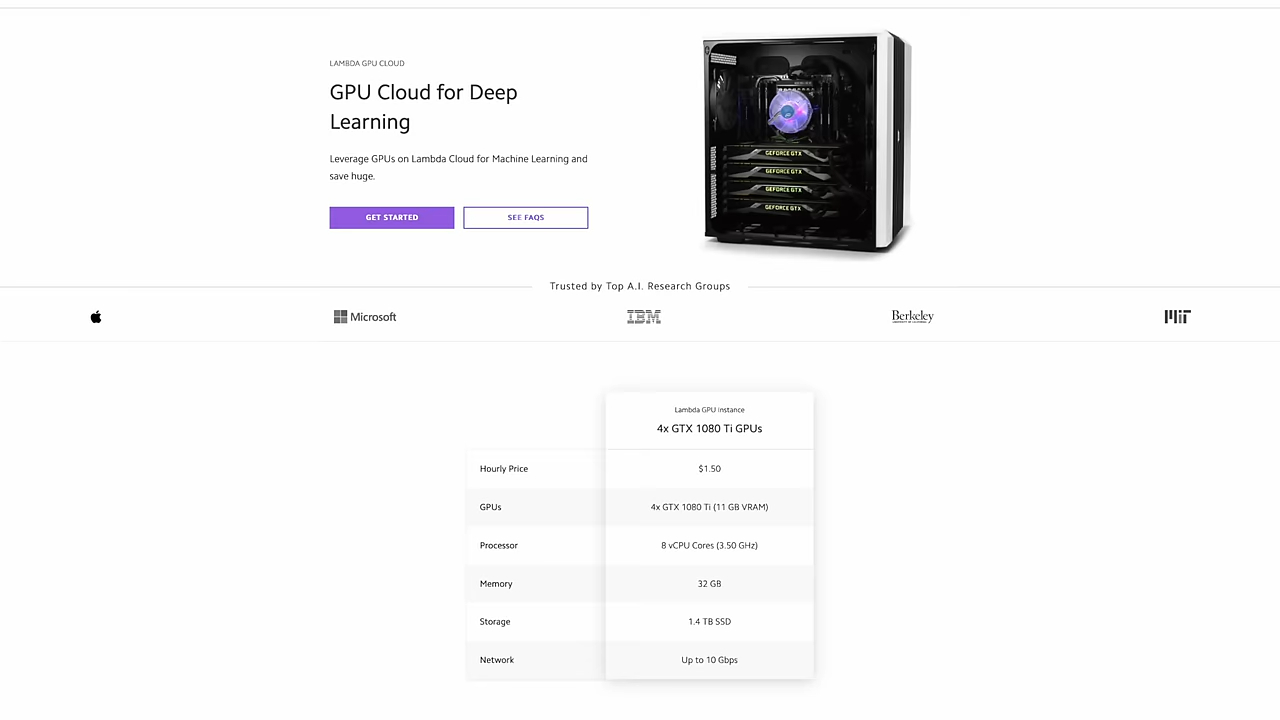 LAMBDA GPU CLOUD
GPU Cloud for Deep
Learning
Leverage GPUs on Lambda Cloud for Machine Learning and
save huge.
GET STARTED
SEE FAQS
GEFORCE GTX
GEFORCE GTX
GEFORCE GTX
GEFORCE GTX
Trusted by Top A.I. Research Groups
Microsoft
IBM
Berkeley
UNIVERSITY OF CALIFORNIA
MIT
Lambda GPU Instance
4x GTX 1080 Ti GPUs
Hourly Price
$1.50
GPUs
4x GTX 1080 Ti (11 GB VRAM)
Processor
8 vCPU Cores (3.50 GHz)
Memory
32 GB
Storage
1.4 TB SSD
Network
Up to 10 Gbps